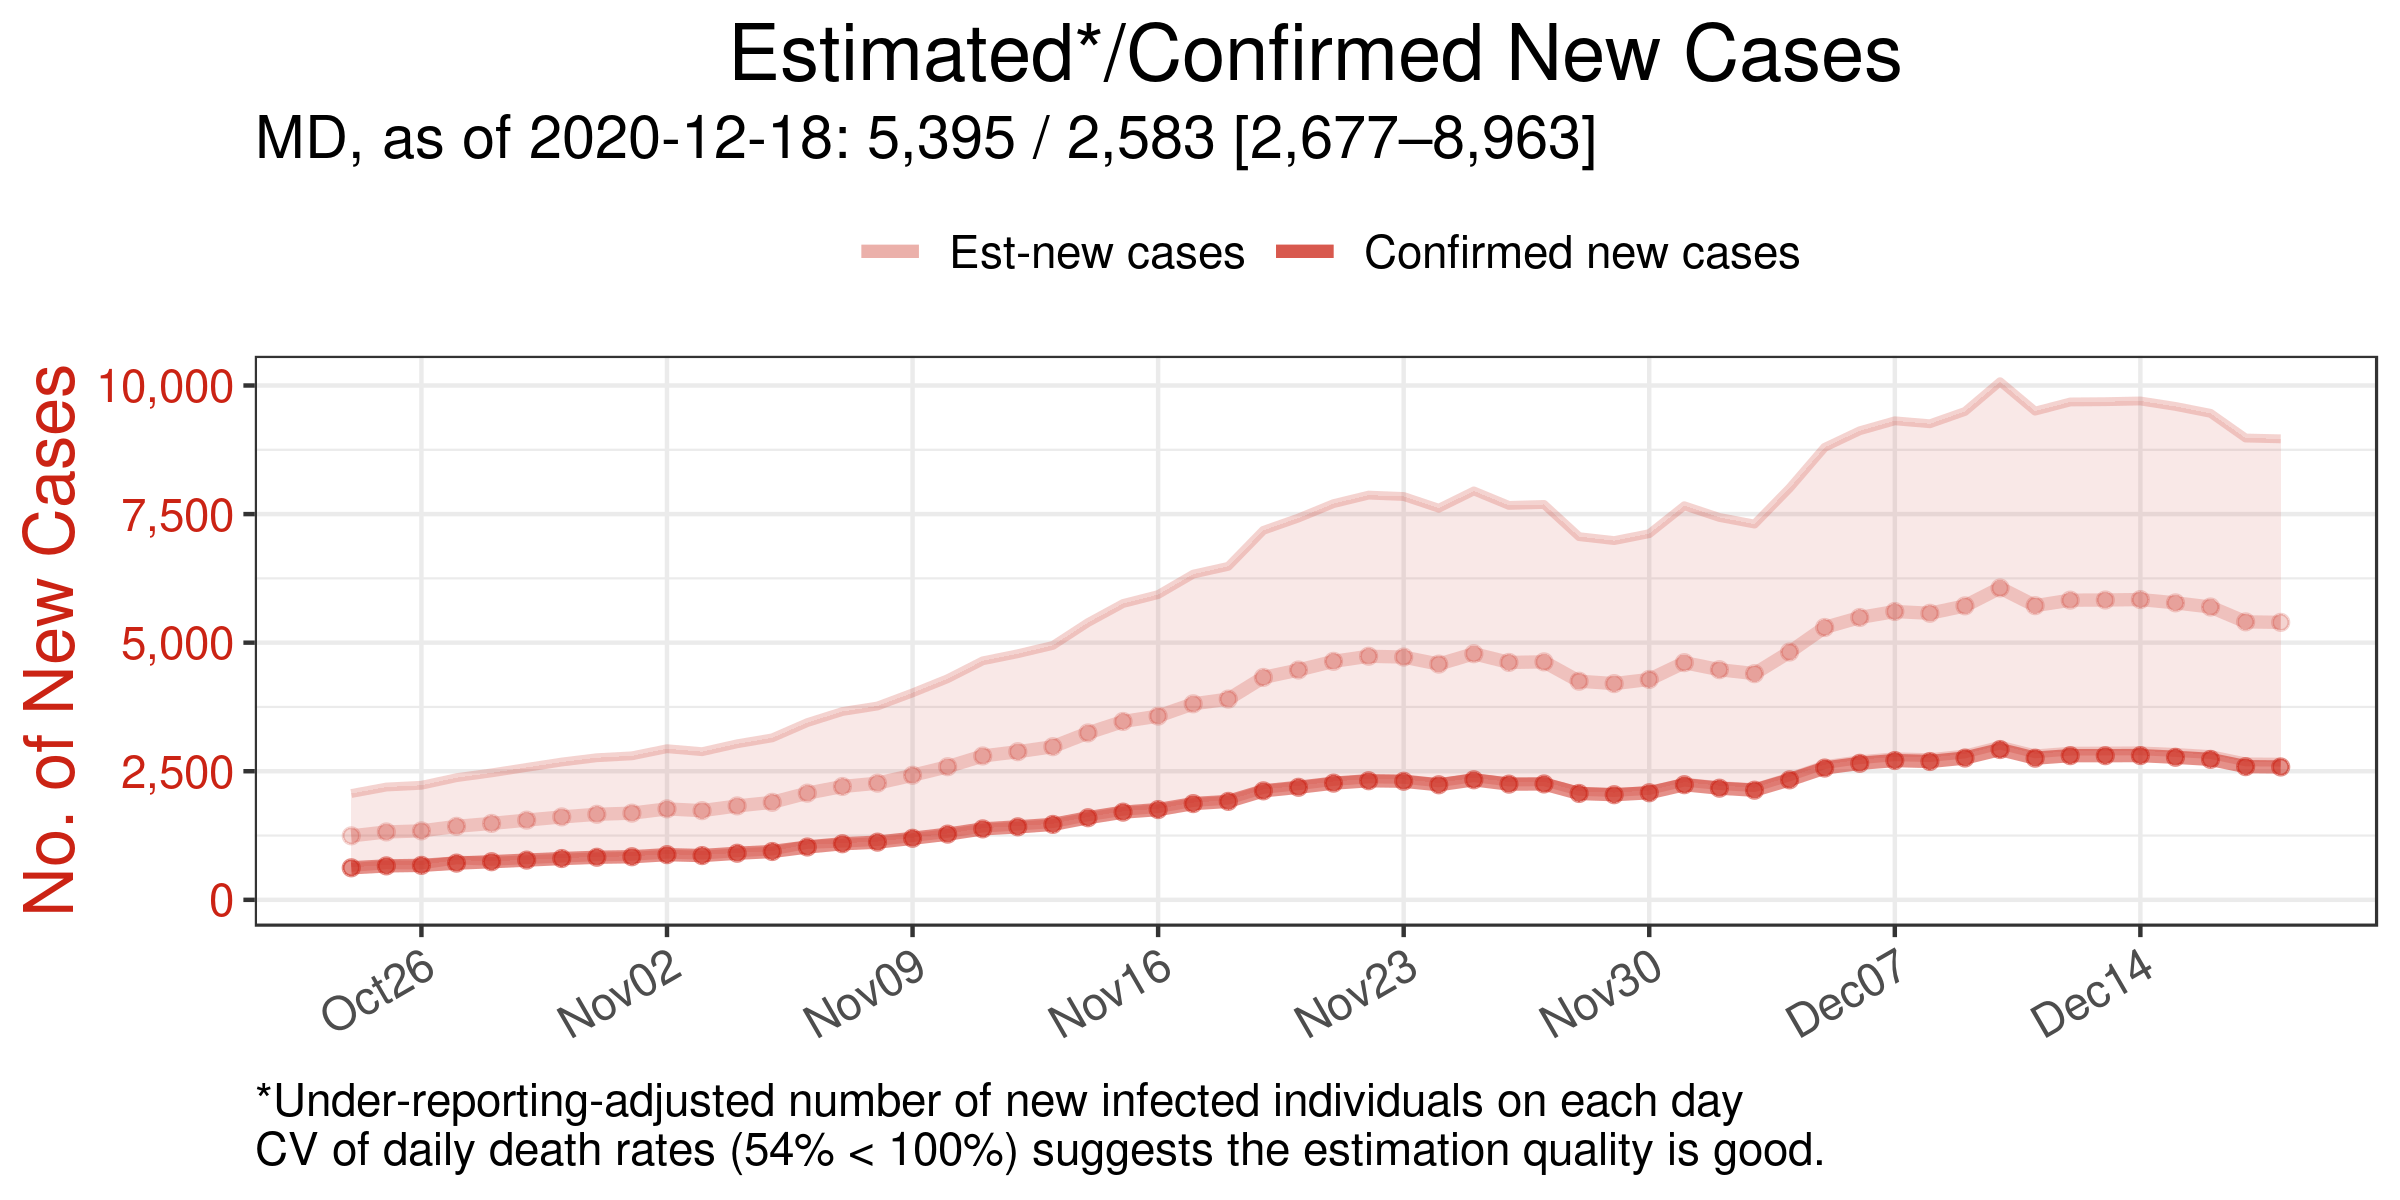 Estimated*/Confirmed New Cases
MD, as of 2020-12-18: 5,395 / 2,583 [2,677–8,963]
Est-new cases
Confirmed new cases
No. of New Cases
10,000
7,500
5,000
2,500
0
Oct26
Nov02
Nov09
Nov16
Nov23
Nov30
Dec07
Dec14
*Under-reporting-adjusted number of new infected individuals on each day
CV of daily death rates (54% < 100%) suggests the estimation quality is good.